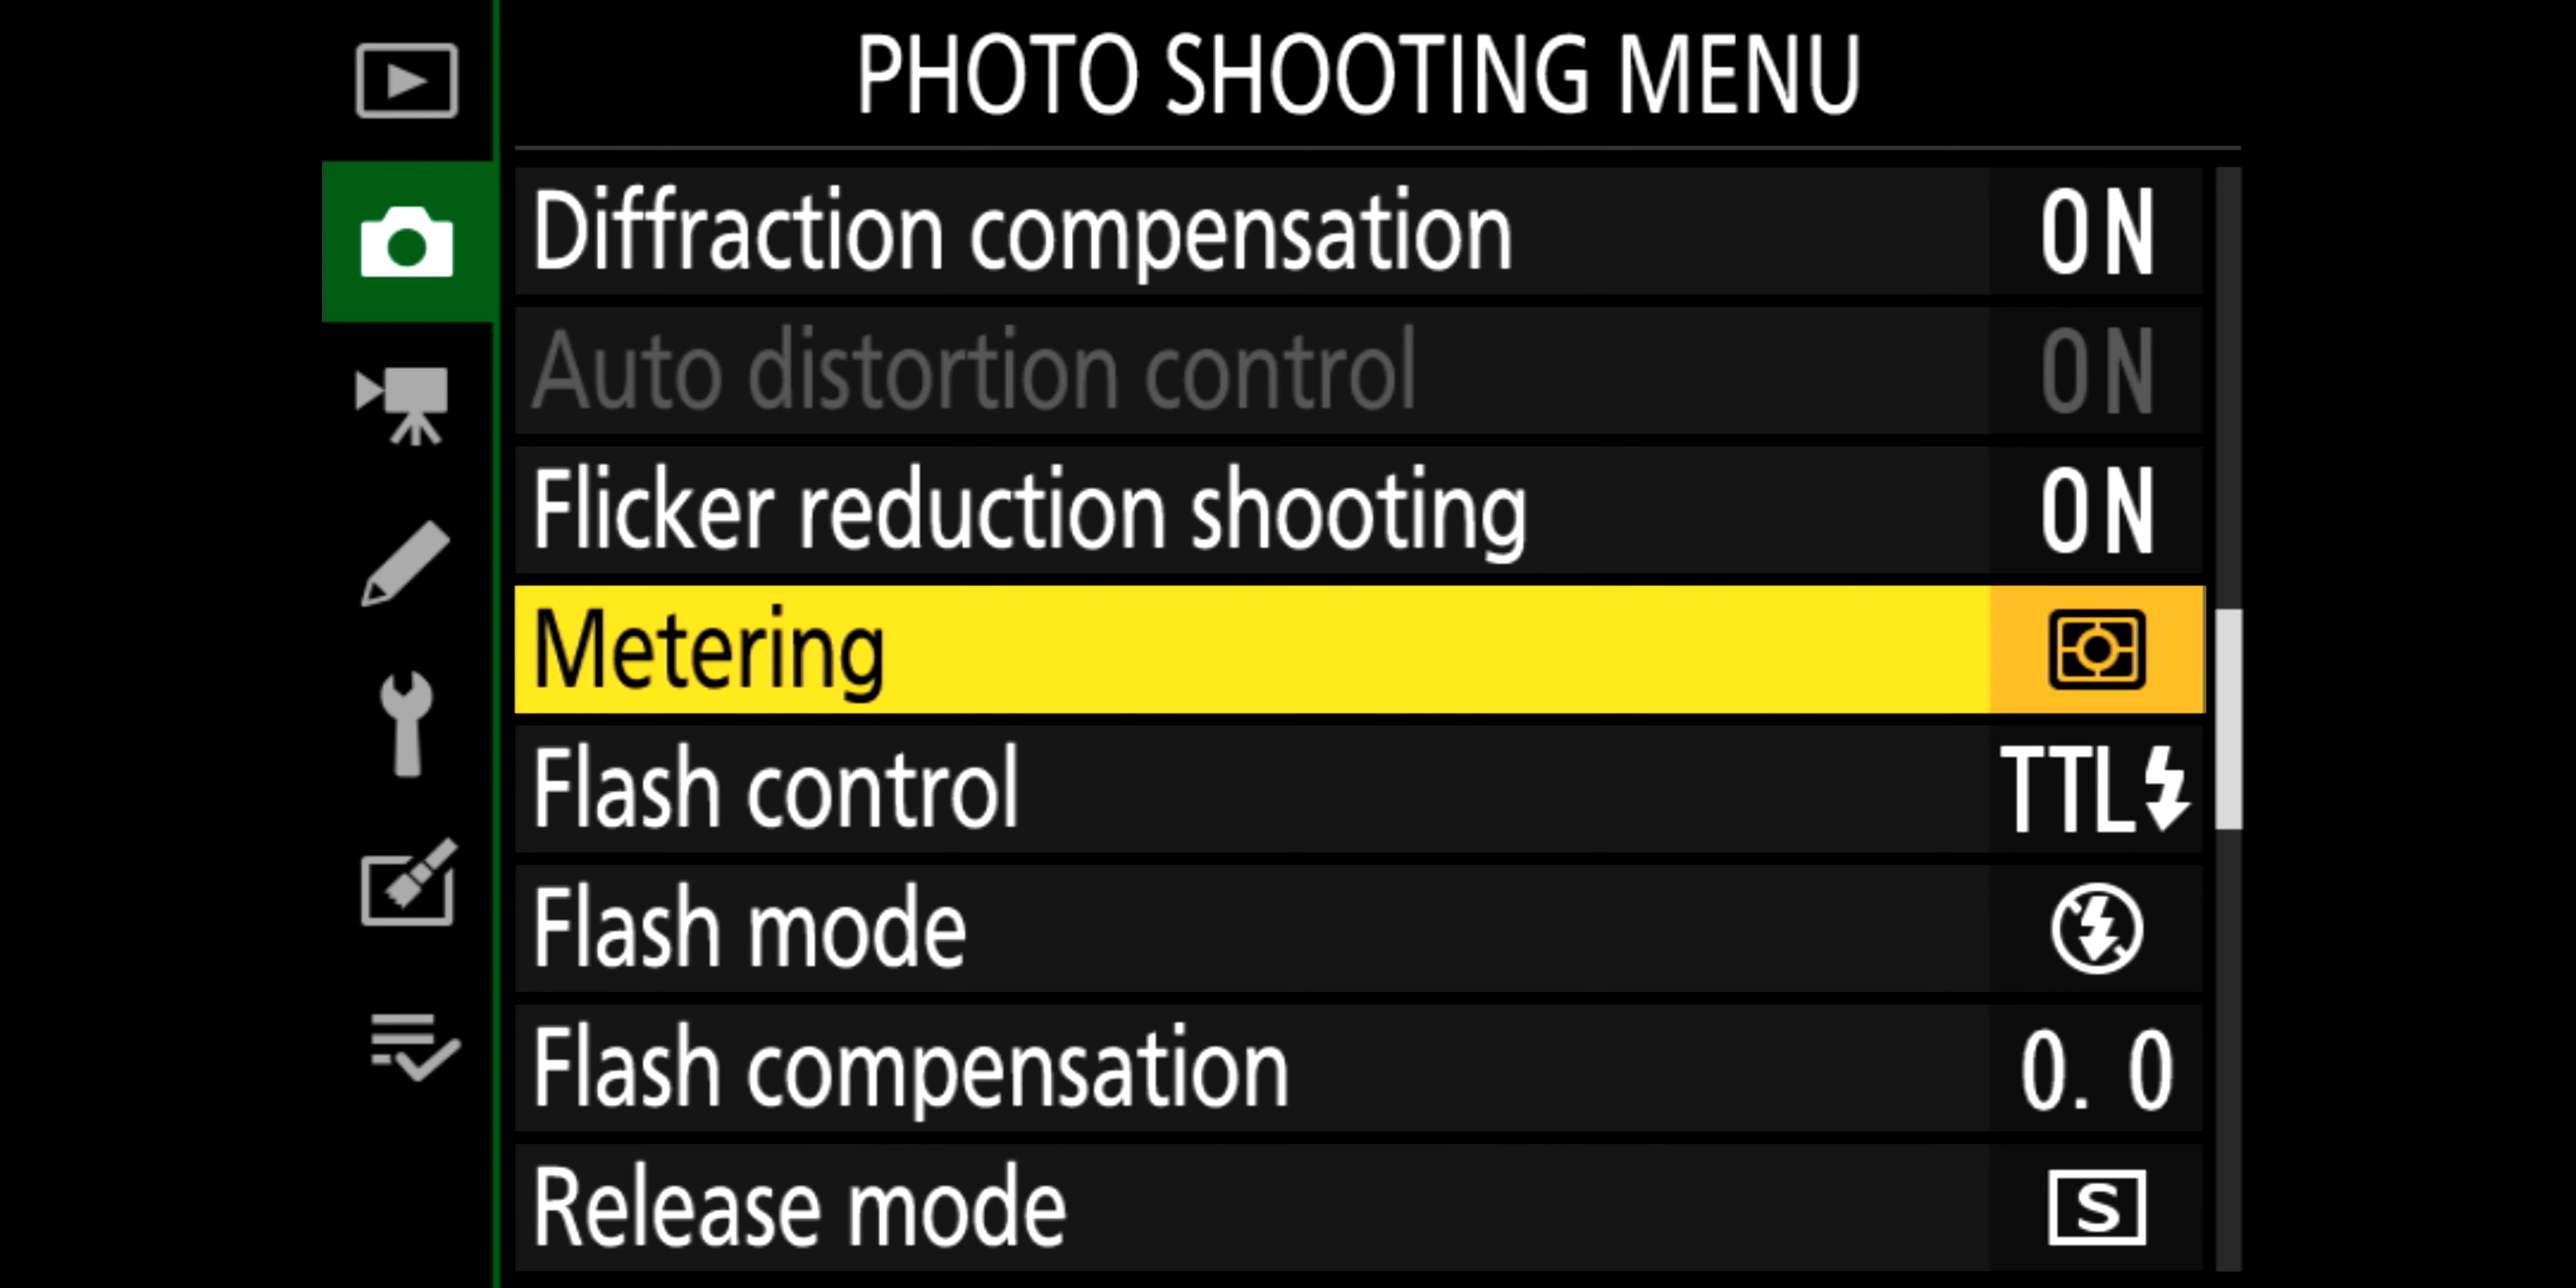 PHOTO SHOOTING MENU
Diffraction compensation ON
Auto distortion control ON
Flicker reduction shooting ON
Metering
Flash control TTL
Flash mode
Flash compensation 0. 0
Release mode S